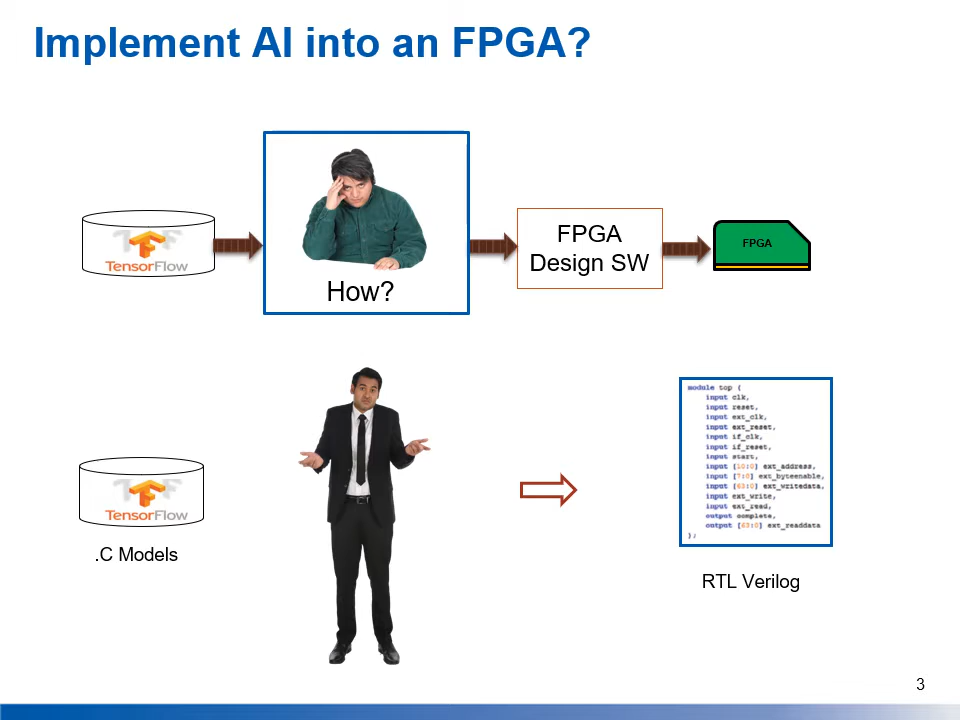 Implement AI into an FPGA?
TensorFlow
How?
FPGA
Design SW
FPGA
TensorFlow
.C Models
module top (
input clk,
input reset,
input ext_clk,
input ext_reset,
input if_clk,
input if_reset,
input start,
input [10:0] ext_address,
input [7:0] ext_byteenable,
input [63:0] ext_writedata,
input ext_write,
input ext_read,
output complete,
output [63:0] ext_readdata
);
RTL Verilog
3